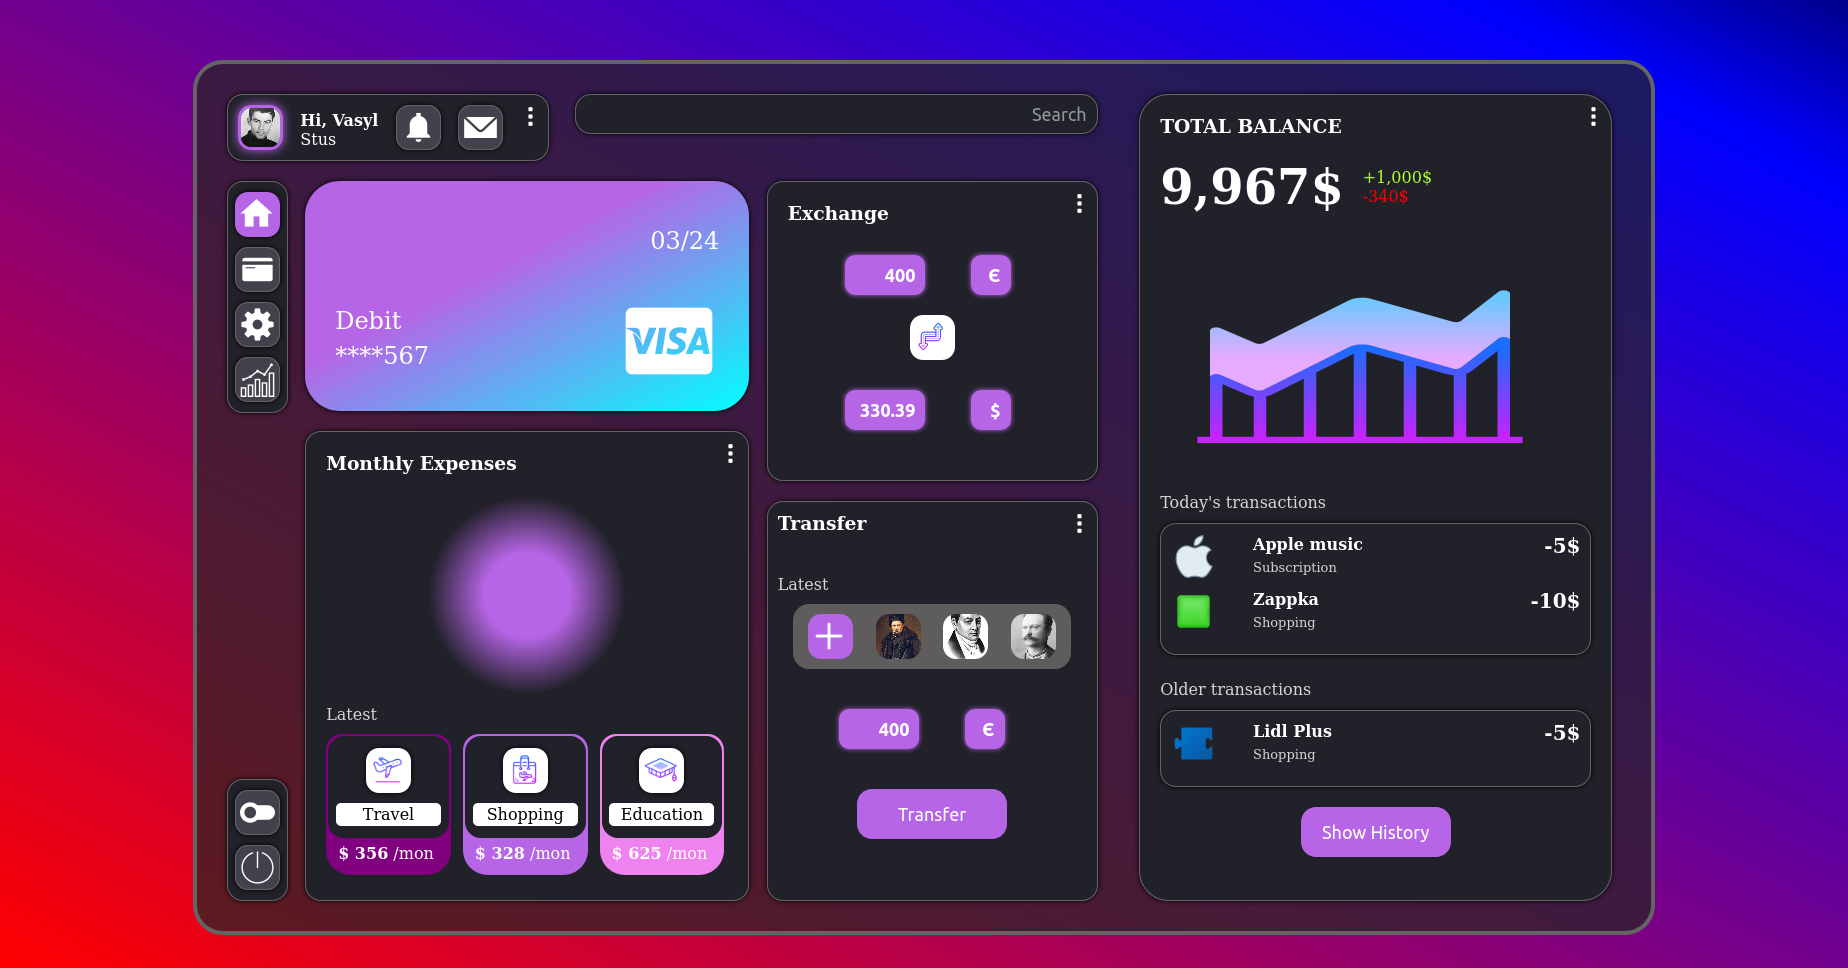 Hi, Vasyl
Stus
Search
03/24
Debit
****567
VISA
Monthly Expenses
Latest
Travel
$ 356 /mon
Shopping
$ 328 /mon
Education
$ 625 /mon
Exchange
400
Є
330.39
$
Transfer
Latest
400
Є
Transfer
TOTAL BALANCE
9,967$
+1,000$
-340$
Today's transactions
Apple music
-5$
Subscription
Zappka
-10$
Shopping
Older transactions
Lidl Plus
-5$
Shopping
Show History